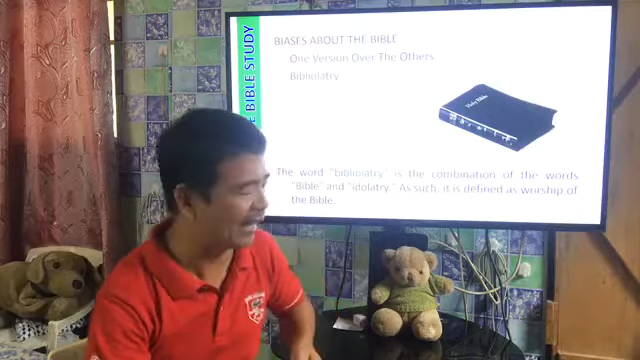 BIBLE STUDY
BIASES ABOUT THE BIBLE
One Version Over The Others
Bibliolatry
Holy Bible
The word "bibliolatry" is the combination of the words
"Bible" and "idolatry." As such, it is defined as worship of
the Bible.